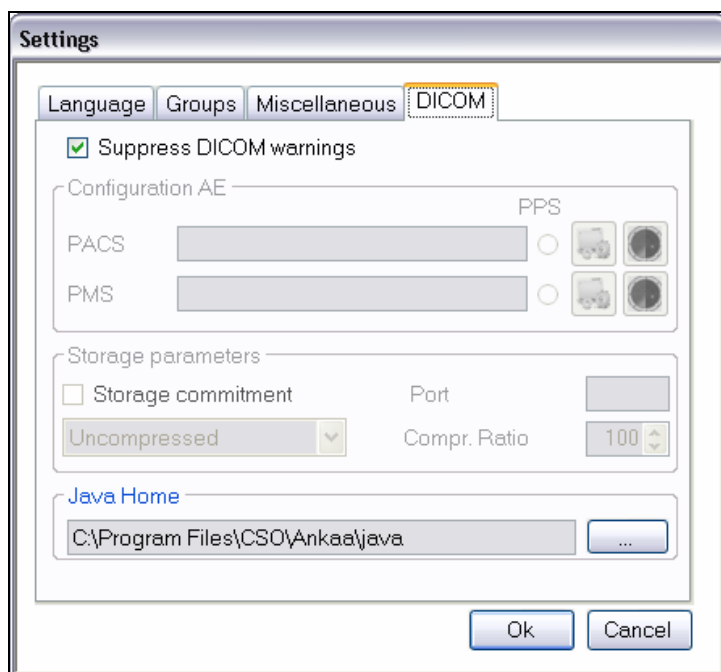 Settings
Language Groups Miscellaneous DICOM
Suppress DICOM warnings
Configuration AE
PPS
PACS
PMS
Storage parameters
Storage commitment Port
Uncompressed Compr. Ratio 100
Java Home
C:\Program Files\CSO\Ankaa\java ...
Ok Cancel